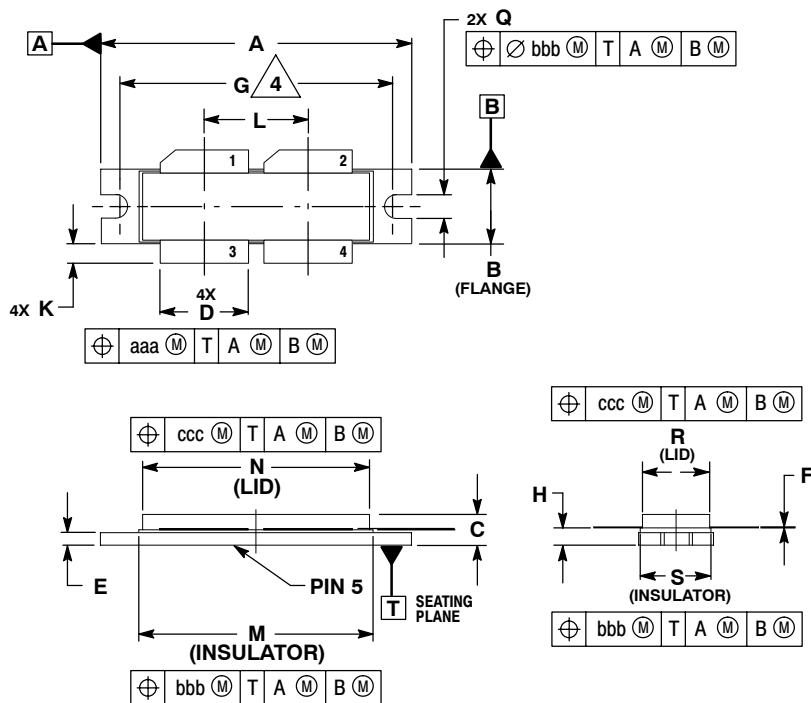 2X Q
A
A
⌖ ∅ bbb Ⓜ T A Ⓜ B Ⓜ
G 4
B
L
1 2
3 4
B
(FLANGE)
4X K
4X
D
⌖ aaa Ⓜ T A Ⓜ B Ⓜ
⌖ ccc Ⓜ T A Ⓜ B Ⓜ
N
(LID)
C
E
PIN 5
T SEATING
PLANE
M
(INSULATOR)
⌖ bbb Ⓜ T A Ⓜ B Ⓜ
⌖ ccc Ⓜ T A Ⓜ B Ⓜ
R
(LID)
F
H
S
(INSULATOR)
⌖ bbb Ⓜ T A Ⓜ B Ⓜ